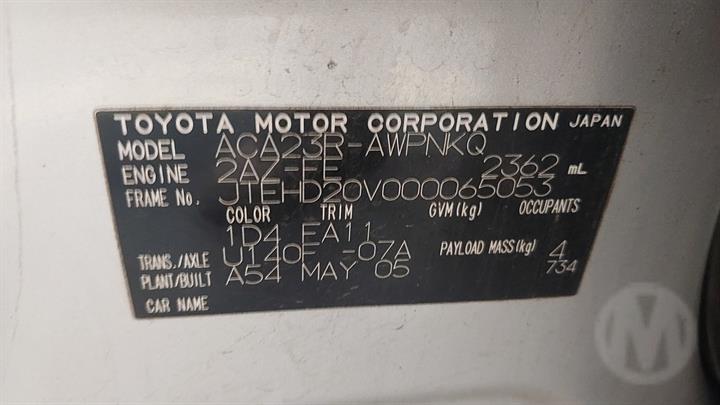 TOYOTA MOTOR CORPORATION JAPAN
MODEL ACA23R-AWPNKQ
ENGINE 2AZ-FE 2362 mL
FRAME No. JTEHD20V000065053
COLOR TRIM GVM(kg) OCCUPANTS
1D4 FA11
TRANS./AXLE U140F -07A PAYLOAD MASS(kg) 4
PLANT/BUILT A54 MAY 05 734
CAR NAME
M